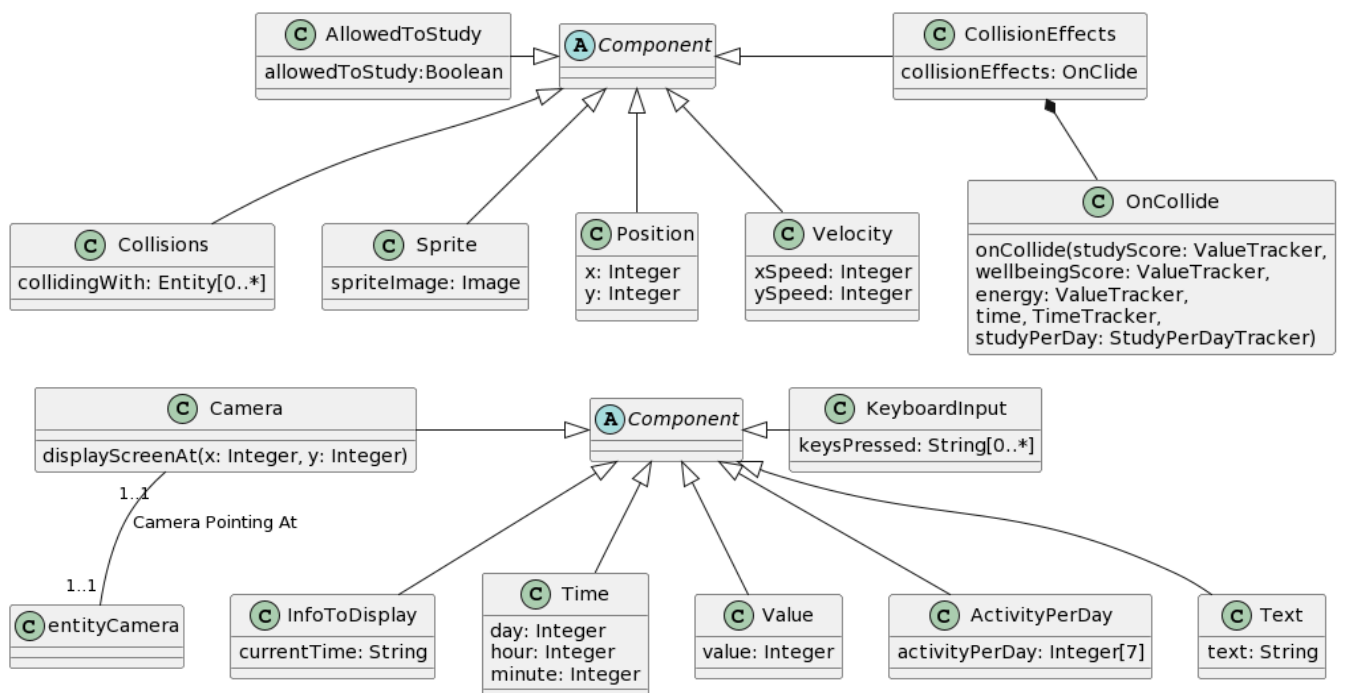 C AllowedToStudy
allowedToStudy:Boolean
A Component
C CollisionEffects
collisionEffects: OnClide
C Collisions
collidingWith: Entity[0..*]
C Sprite
spriteImage: Image
C Position
x: Integer
y: Integer
C Velocity
xSpeed: Integer
ySpeed: Integer
C OnCollide
onCollide(studyScore: ValueTracker,
wellbeingScore: ValueTracker,
energy: ValueTracker,
time, TimeTracker,
studyPerDay: StudyPerDayTracker)
C Camera
displayScreenAt(x: Integer, y: Integer)
A Component
C KeyboardInput
keysPressed: String[0..*]
1..1
Camera Pointing At
1..1
C entityCamera
C InfoToDisplay
currentTime: String
C Time
day: Integer
hour: Integer
minute: Integer
C Value
value: Integer
C ActivityPerDay
activityPerDay: Integer[7]
C Text
text: String